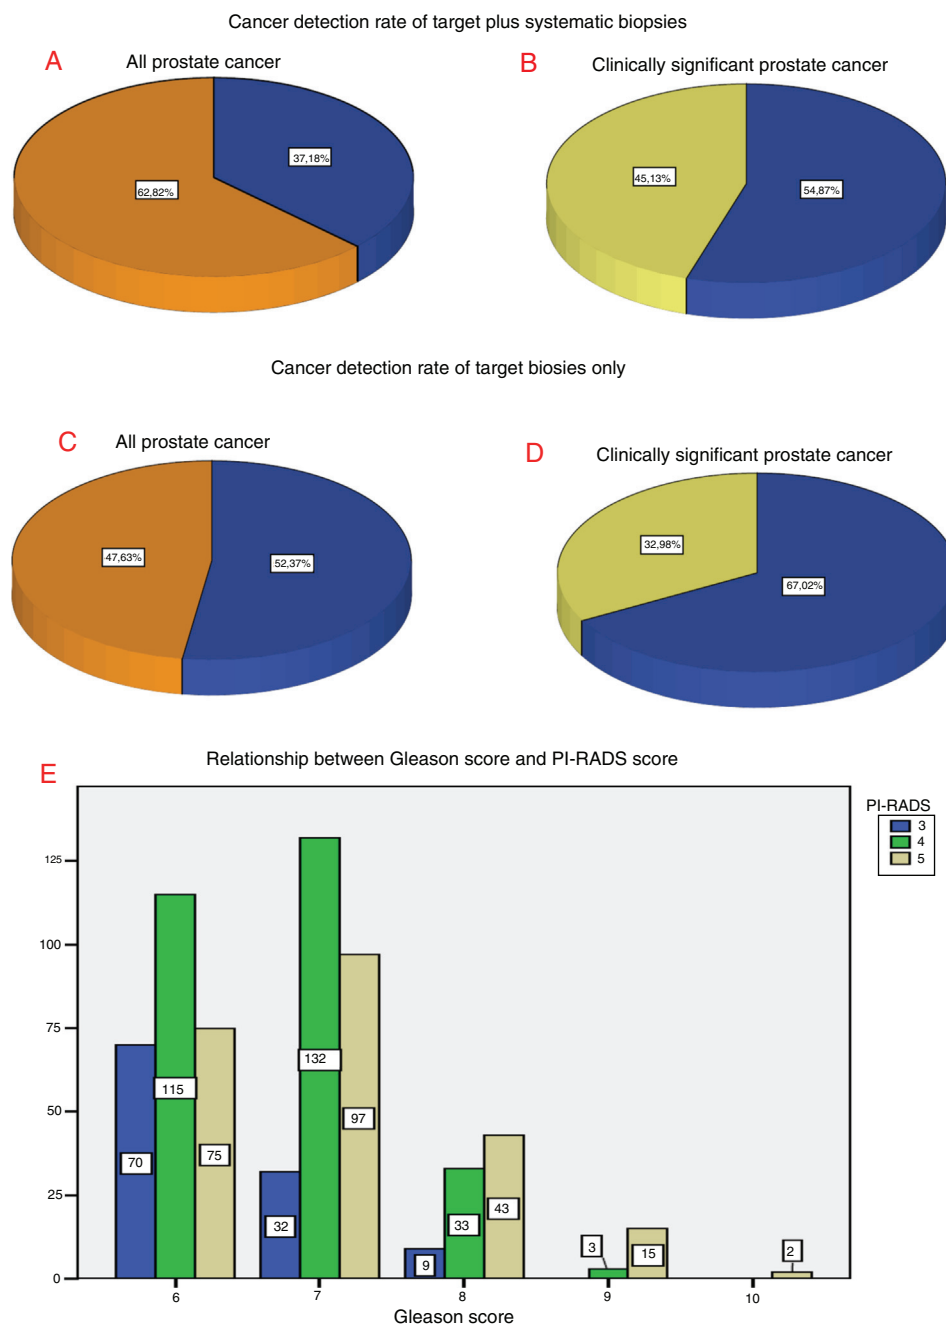 Cancer detection rate of target plus systematic biopsies
A
All prostate cancer
37,18%
62,82%
B
Clinically significant prostate cancer
45,13%
54,87%
Cancer detection rate of target biosies only
C
All prostate cancer
47,63%
52,37%
D
Clinically significant prostate cancer
32,98%
67,02%
E
Relationship between Gleason score and PI-RADS score
PI-RADS
3
4
5
125
100
75
50
25
0
70
115
75
32
132
97
9
33
43
3
15
2
6
7
8
9
10
Gleason score